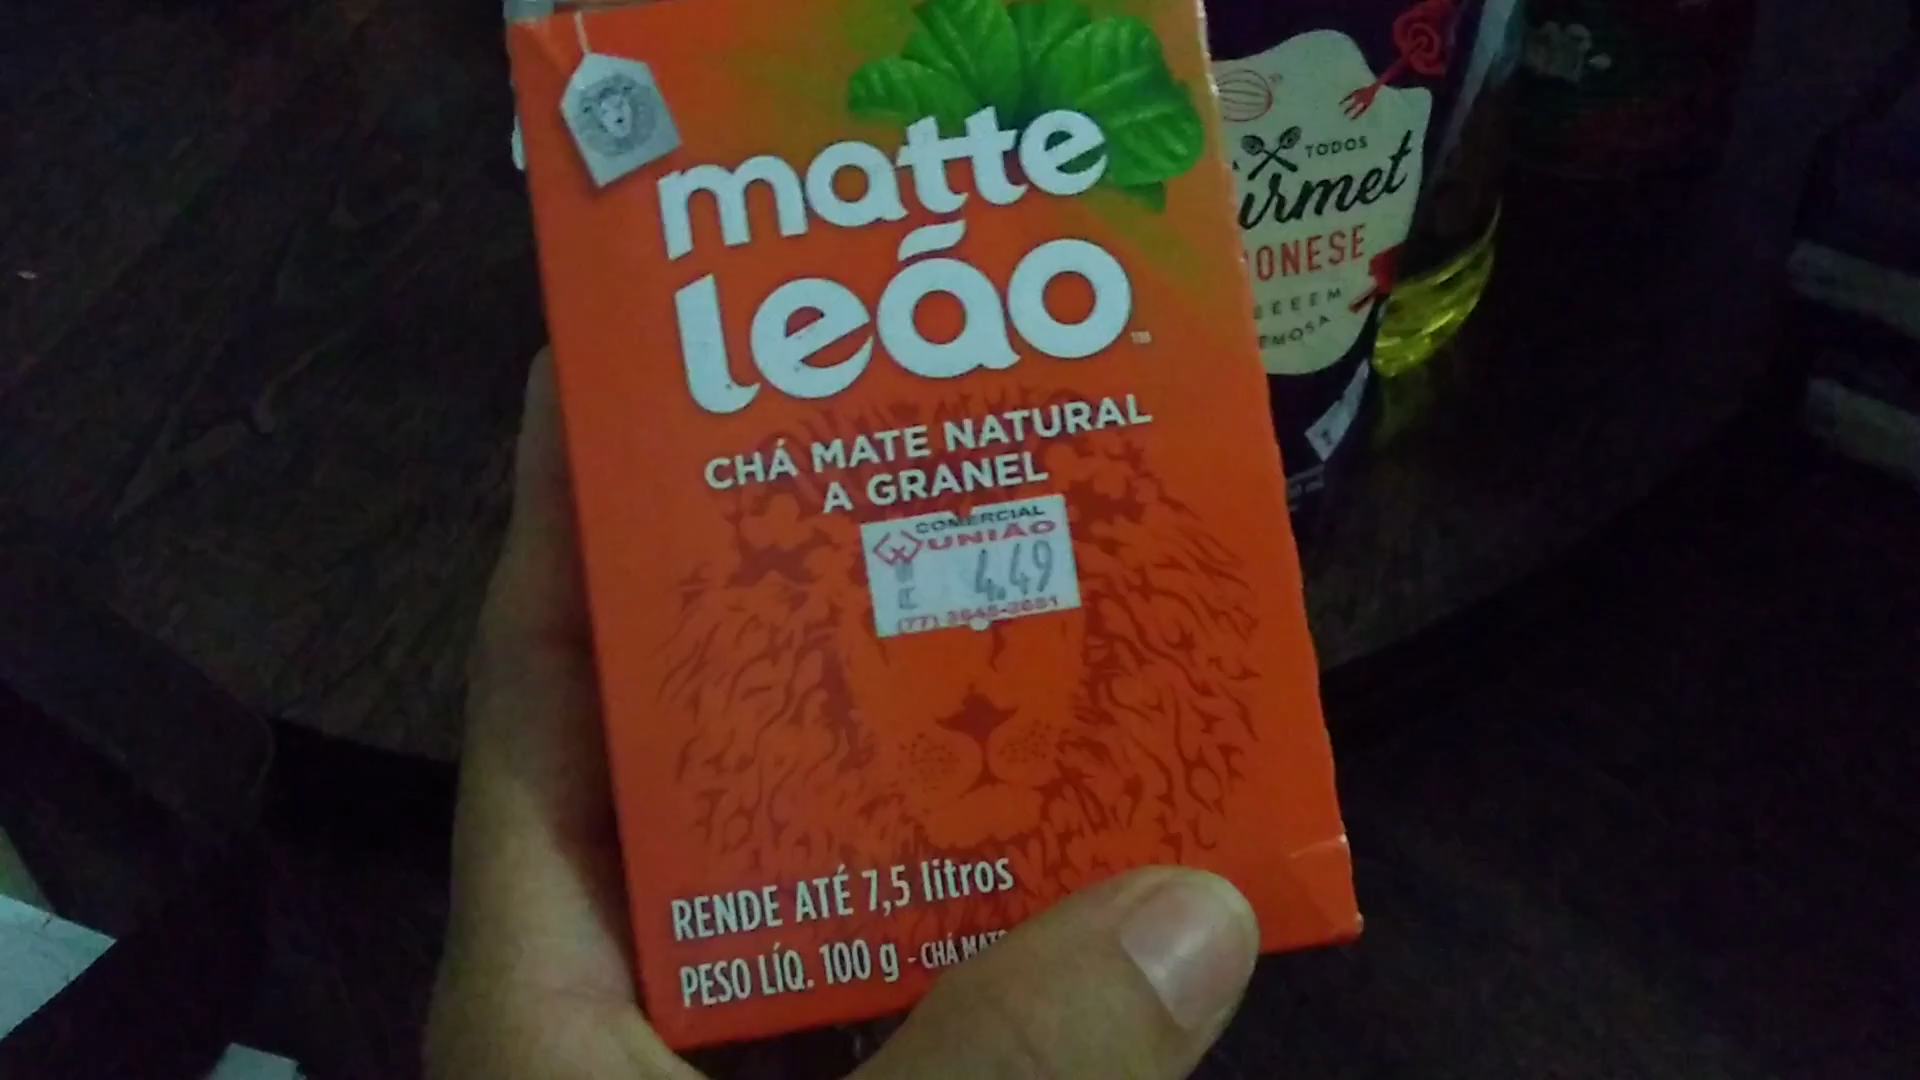 matte
leão
CHÁ MATE NATURAL
A GRANEL
COMERCIAL
UNIÃO
4.49
RENDE ATÉ 7,5 litros
PESO LÍQ. 100 g - CHÁ
TODOS